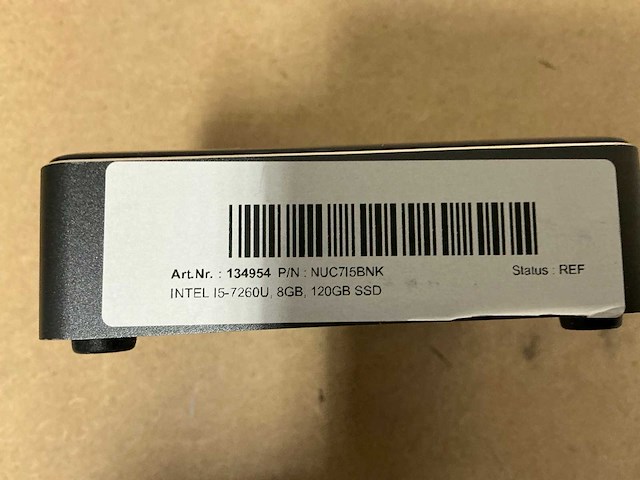 Art.Nr. : 134954 P/N : NUC7I5BNK Status : REF
INTEL I5-7260U, 8GB, 120GB SSD